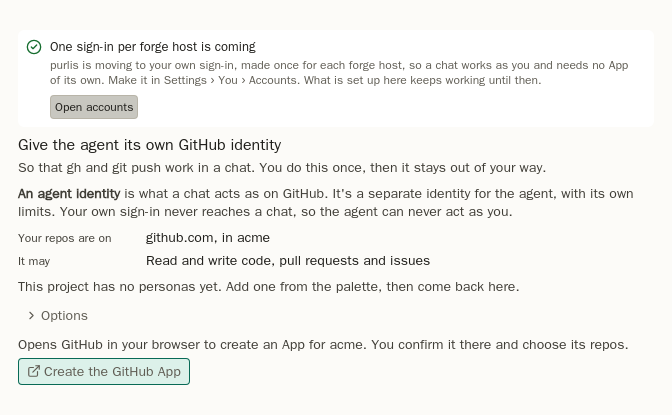 One sign-in per forge host is coming
purlis is moving to your own sign-in, made once for each forge host, so a chat works as you and needs no App
of its own. Make it in Settings › You › Accounts. What is set up here keeps working until then.
Open accounts
Give the agent its own GitHub identity
So that gh and git push work in a chat. You do this once, then it stays out of your way.
An agent identity is what a chat acts as on GitHub. It's a separate identity for the agent, with its own
limits. Your own sign-in never reaches a chat, so the agent can never act as you.
Your repos are on github.com, in acme
It may Read and write code, pull requests and issues
This project has no personas yet. Add one from the palette, then come back here.
Options
Opens GitHub in your browser to create an App for acme. You confirm it there and choose its repos.
Create the GitHub App